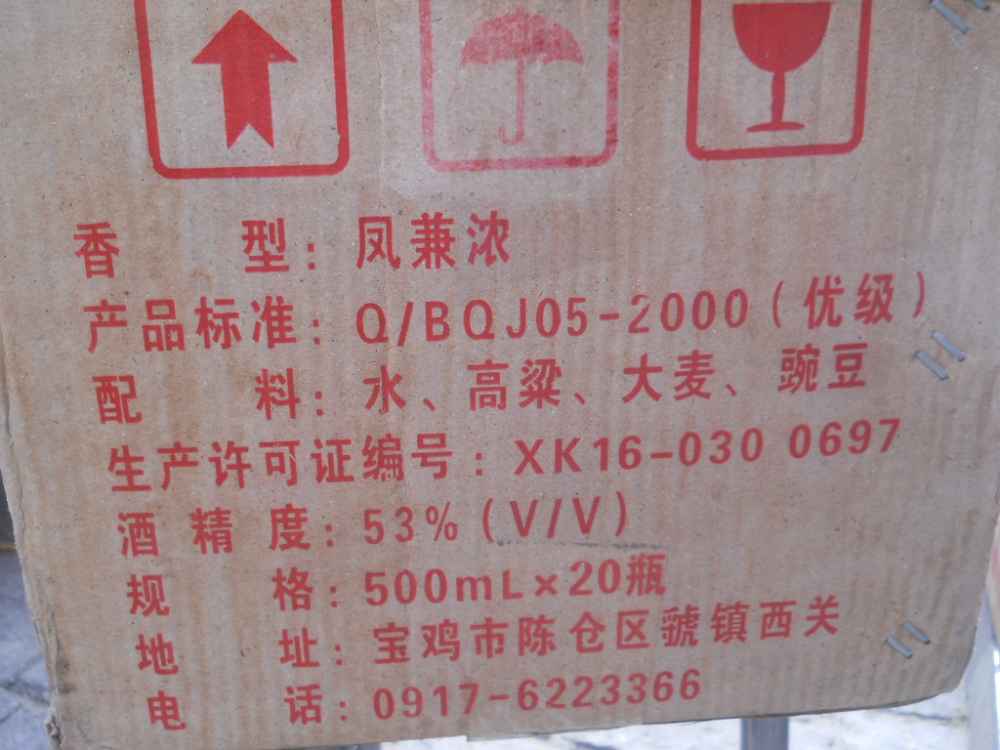 香型：凤兼浓
产品标准：Q/BQJ05-2000（优级）
配料：水、高粱、大麦、豌豆
生产许可证编号：XK16-030 0697
酒精度：53%（V/V）
规格：500mL×20瓶
地址：宝鸡市陈仓区虢镇西关
电话：0917-6223366